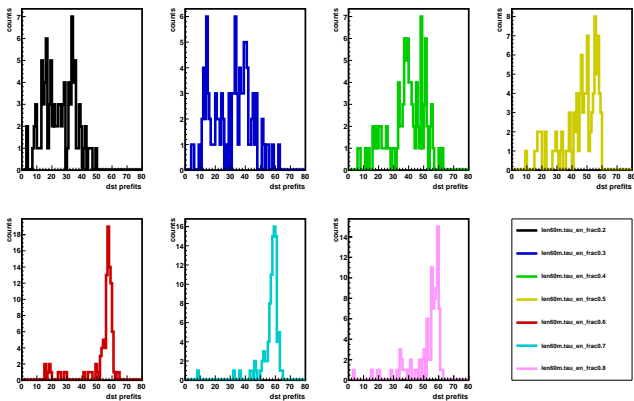 counts
7
6
5
4
3
2
1
0
0 10 20 30 40 50 60 70 80
dst prefits
counts
6
5
4
3
2
1
0
0 10 20 30 40 50 60 70 80
dst prefits
counts
7
6
5
4
3
2
1
0
0 10 20 30 40 50 60 70 80
dst prefits
counts
8
7
6
5
4
3
2
1
0
0 10 20 30 40 50 60 70 80
dst prefits
counts
18
16
14
12
10
8
6
4
2
0
0 10 20 30 40 50 60 70 80
dst prefits
counts
16
14
12
10
8
6
4
2
0
0 10 20 30 40 50 60 70 80
dst prefits
counts
14
12
10
8
6
4
2
0
0 10 20 30 40 50 60 70 80
dst prefits
len60m.tau_en_frac0.2
len60m.tau_en_frac0.3
len60m.tau_en_frac0.4
len60m.tau_en_frac0.5
len60m.tau_en_frac0.6
len60m.tau_en_frac0.7
len60m.tau_en_frac0.8